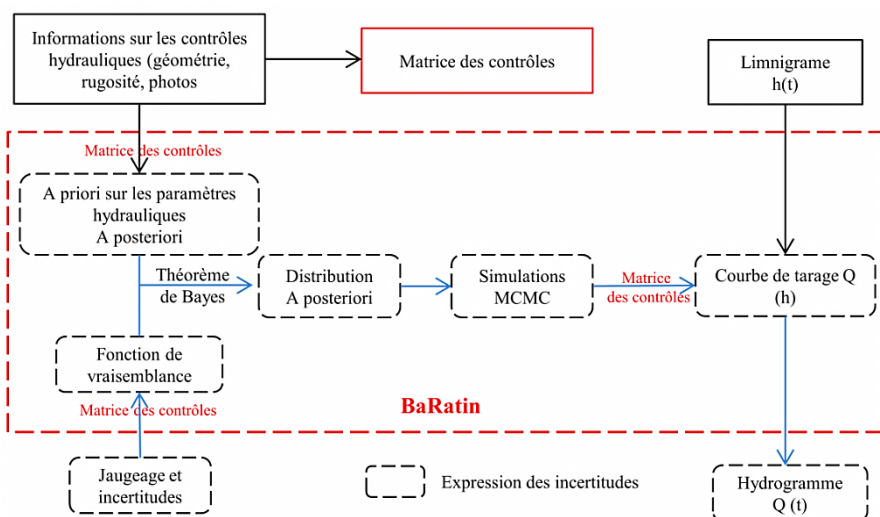 Informations sur les contrôles
hydrauliques (géométrie,
rugosité, photos
Matrice des contrôles
Limnigrame
h(t)
Matrice des contrôles
A priori sur les paramètres
hydrauliques
A posteriori
Théorème
de Bayes
Distribution
A posteriori
Simulations
MCMC
Matrice
des contrôles
Courbe de tarage Q
(h)
Fonction de
vraisemblance
Matrice des contrôles
BaRatin
Jaugeage et
incertitudes
Expression des incertitudes
Hydrogramme
Q (t)